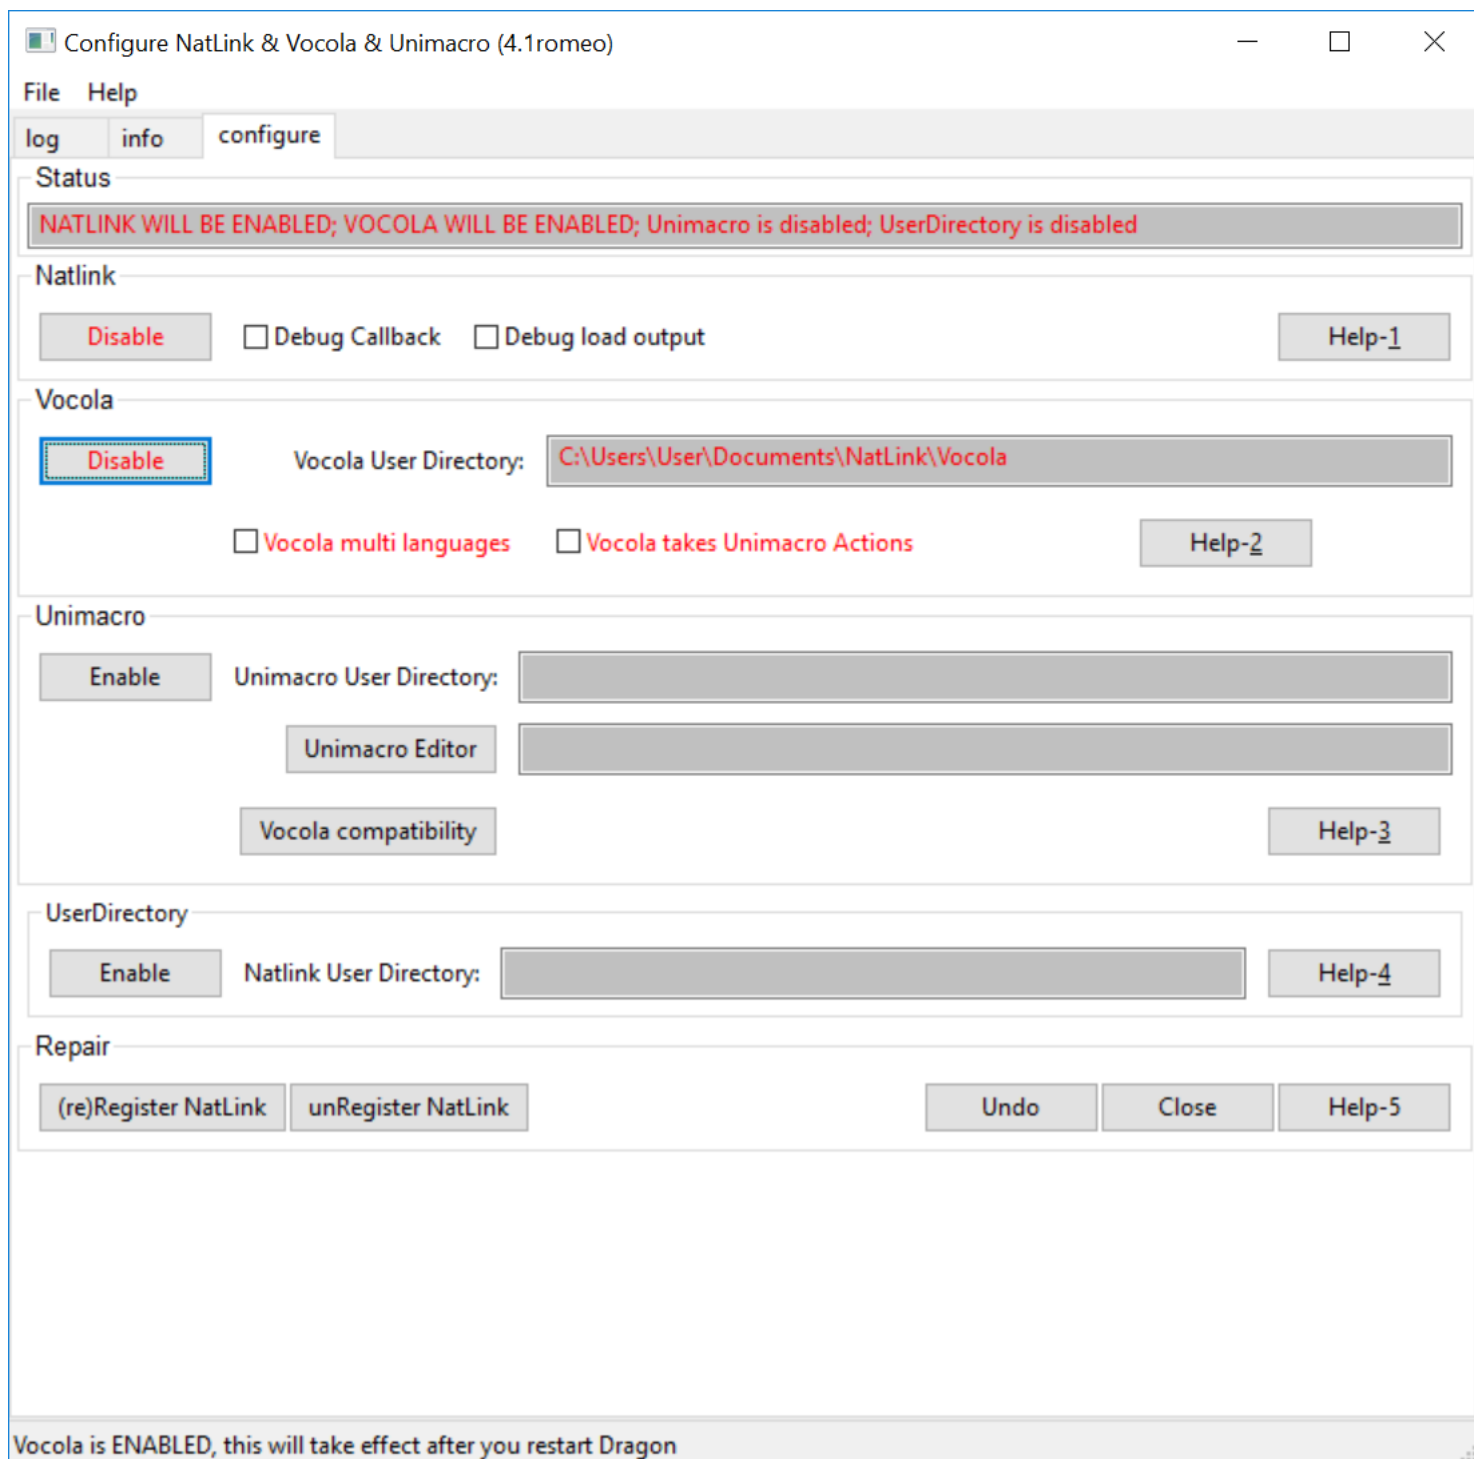 Configure NatLink & Vocola & Unimacro (4.1romeo)
File Help
log info configure
Status
NATLINK WILL BE ENABLED; VOCOLA WILL BE ENABLED; Unimacro is disabled; UserDirectory is disabled
Natlink
Disable Debug Callback Debug load output Help-1
Vocola
Disable Vocola User Directory: C:\Users\User\Documents\NatLink\Vocola
Vocola multi languages Vocola takes Unimacro Actions Help-2
Unimacro
Enable Unimacro User Directory:
Unimacro Editor
Vocola compatibility Help-3
UserDirectory
Enable Natlink User Directory: Help-4
Repair
(re)Register NatLink unRegister NatLink Undo Close Help-5
Vocola is ENABLED, this will take effect after you restart Dragon